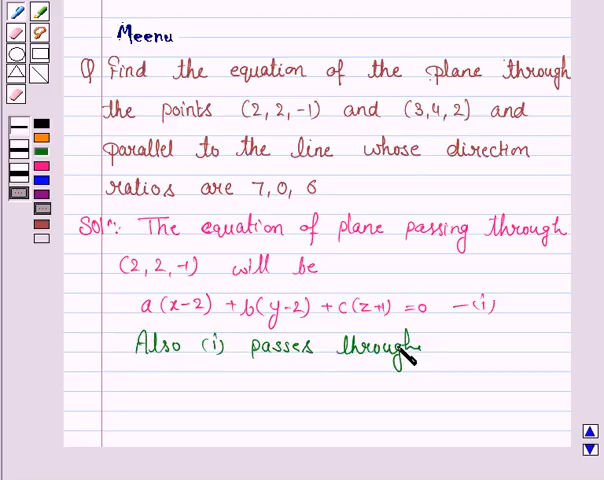 Meenu
Q Find the equation of the plane through
the points (2, 2, -1) and (3, 4, 2) and
parallel to the line whose direction
ratios are 7, 0, 6
Solⁿ: The equation of plane passing through
(2, 2, -1) will be
a(x-2) + b(y-2) + c(z+1) = 0 -(i)
Also (i) passes through